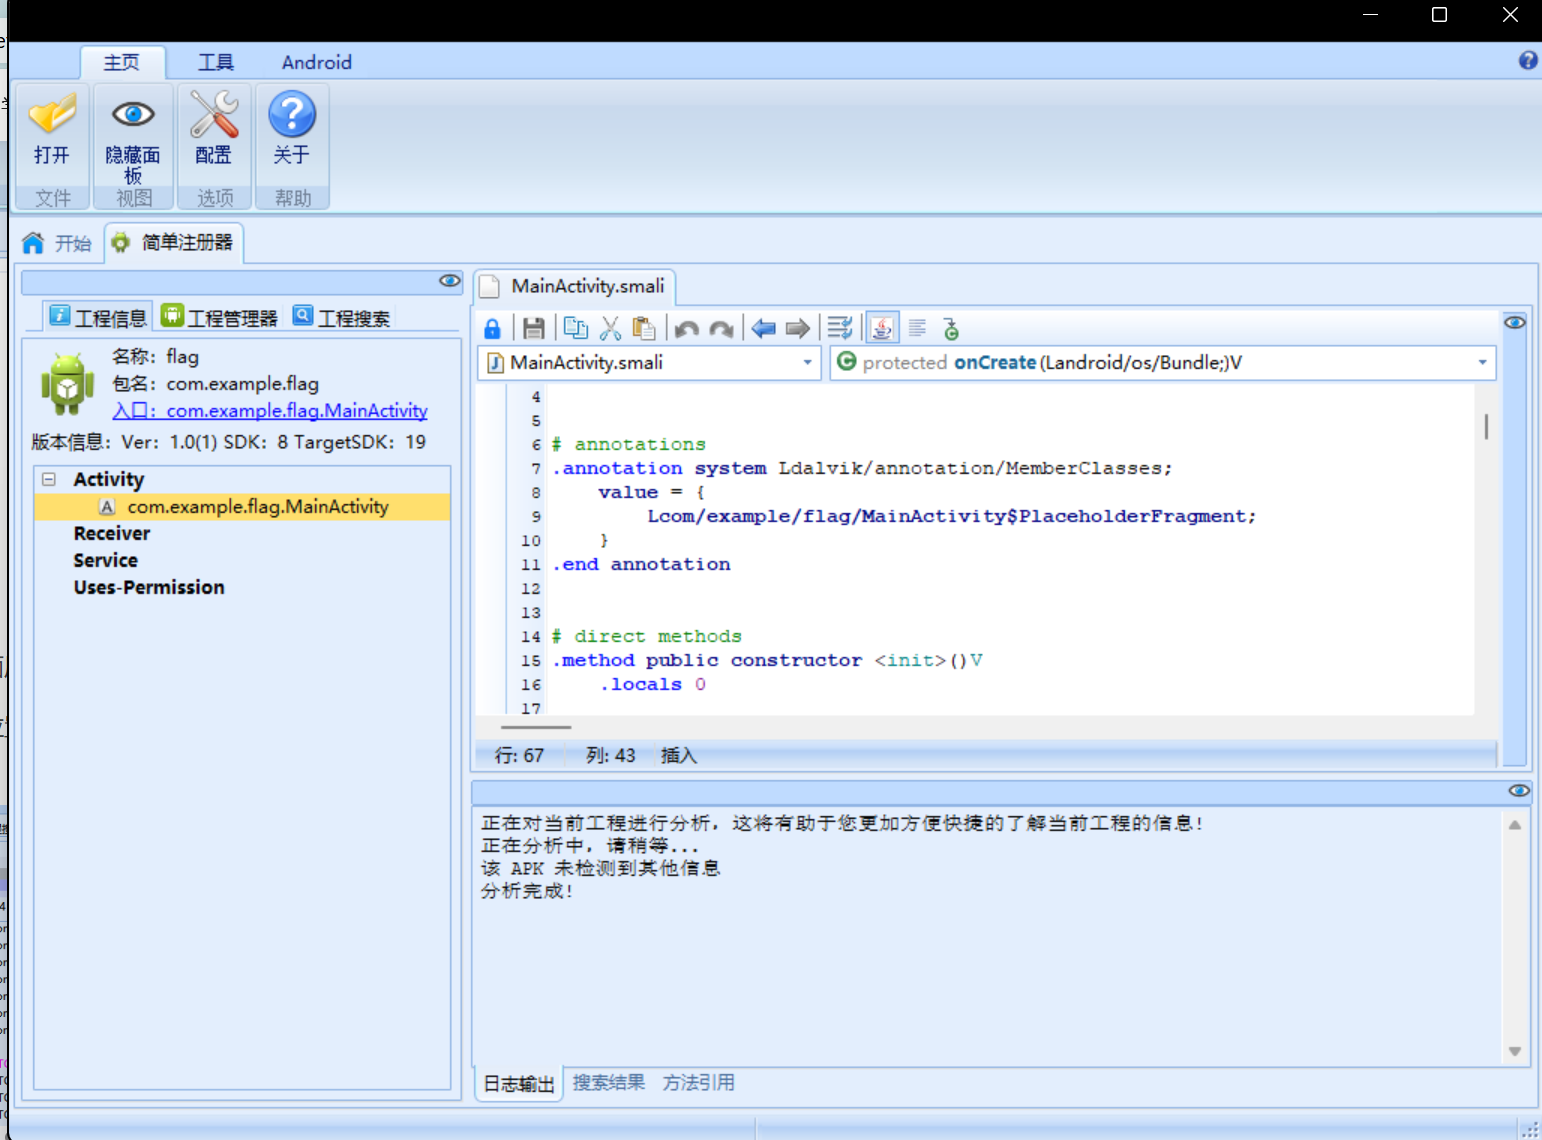 主页 工具 Android
打开 隐藏面板 配置 关于
文件 视图 选项 帮助
开始 简单注册器
MainActivity.smali
工程信息 工程管理器 工程搜索
名称：flag
包名：com.example.flag
入口：com.example.flag.MainActivity
版本信息：Ver：1.0(1) SDK：8 TargetSDK：19
Activity
A com.example.flag.MainActivity
Receiver
Service
Uses-Permission
MainActivity.smali protected onCreate(Landroid/os/Bundle;)V
4
5
6 # annotations
7 .annotation system Ldalvik/annotation/MemberClasses;
8 value = {
9 Lcom/example/flag/MainActivity$PlaceholderFragment;
10 }
11 .end annotation
12
13
14 # direct methods
15 .method public constructor <init>()V
16 .locals 0
17
行: 67 列: 43 插入
正在对当前工程进行分析，这将有助于您更加方便快捷的了解当前工程的信息！
正在分析中，请稍等...
该 APK 未检测到其他信息
分析完成！
日志输出 搜索结果 方法引用